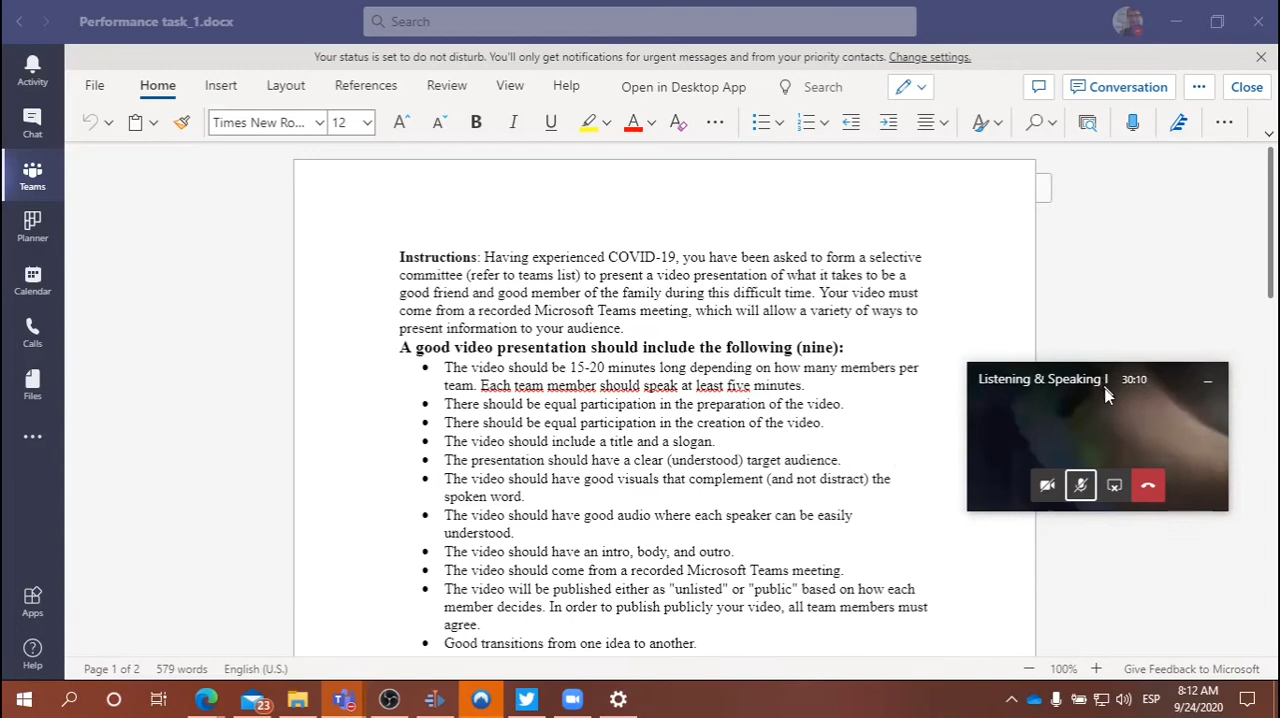 Performance task_1.docx
Search
Your status is set to do not disturb. You'll only get notifications for urgent messages and from your priority contacts. Change settings.
Activity
Chat
Teams
Planner
Calendar
Calls
Files
Apps
Help
File Home Insert Layout References Review View Help Open in Desktop App Search Conversation Close
Times New Ro... 12
Instructions: Having experienced COVID-19, you have been asked to form a selective
committee (refer to teams list) to present a video presentation of what it takes to be a
good friend and good member of the family during this difficult time. Your video must
come from a recorded Microsoft Teams meeting, which will allow a variety of ways to
present information to your audience.
A good video presentation should include the following (nine):
• The video should be 15-20 minutes long depending on how many members per
team. Each team member should speak at least five minutes.
• There should be equal participation in the preparation of the video.
• There should be equal participation in the creation of the video.
• The video should include a title and a slogan.
• The presentation should have a clear (understood) target audience.
• The video should have good visuals that complement (and not distract) the
spoken word.
• The video should have good audio where each speaker can be easily
understood.
• The video should have an intro, body, and outro.
• The video should come from a recorded Microsoft Teams meeting.
• The video will be published either as "unlisted" or "public" based on how each
member decides. In order to publish publicly your video, all team members must
agree.
• Good transitions from one idea to another.
Listening & Speaking I 30:10
Page 1 of 2 579 words English (U.S.) 100% Give Feedback to Microsoft
23
ESP
8:12 AM
9/24/2020